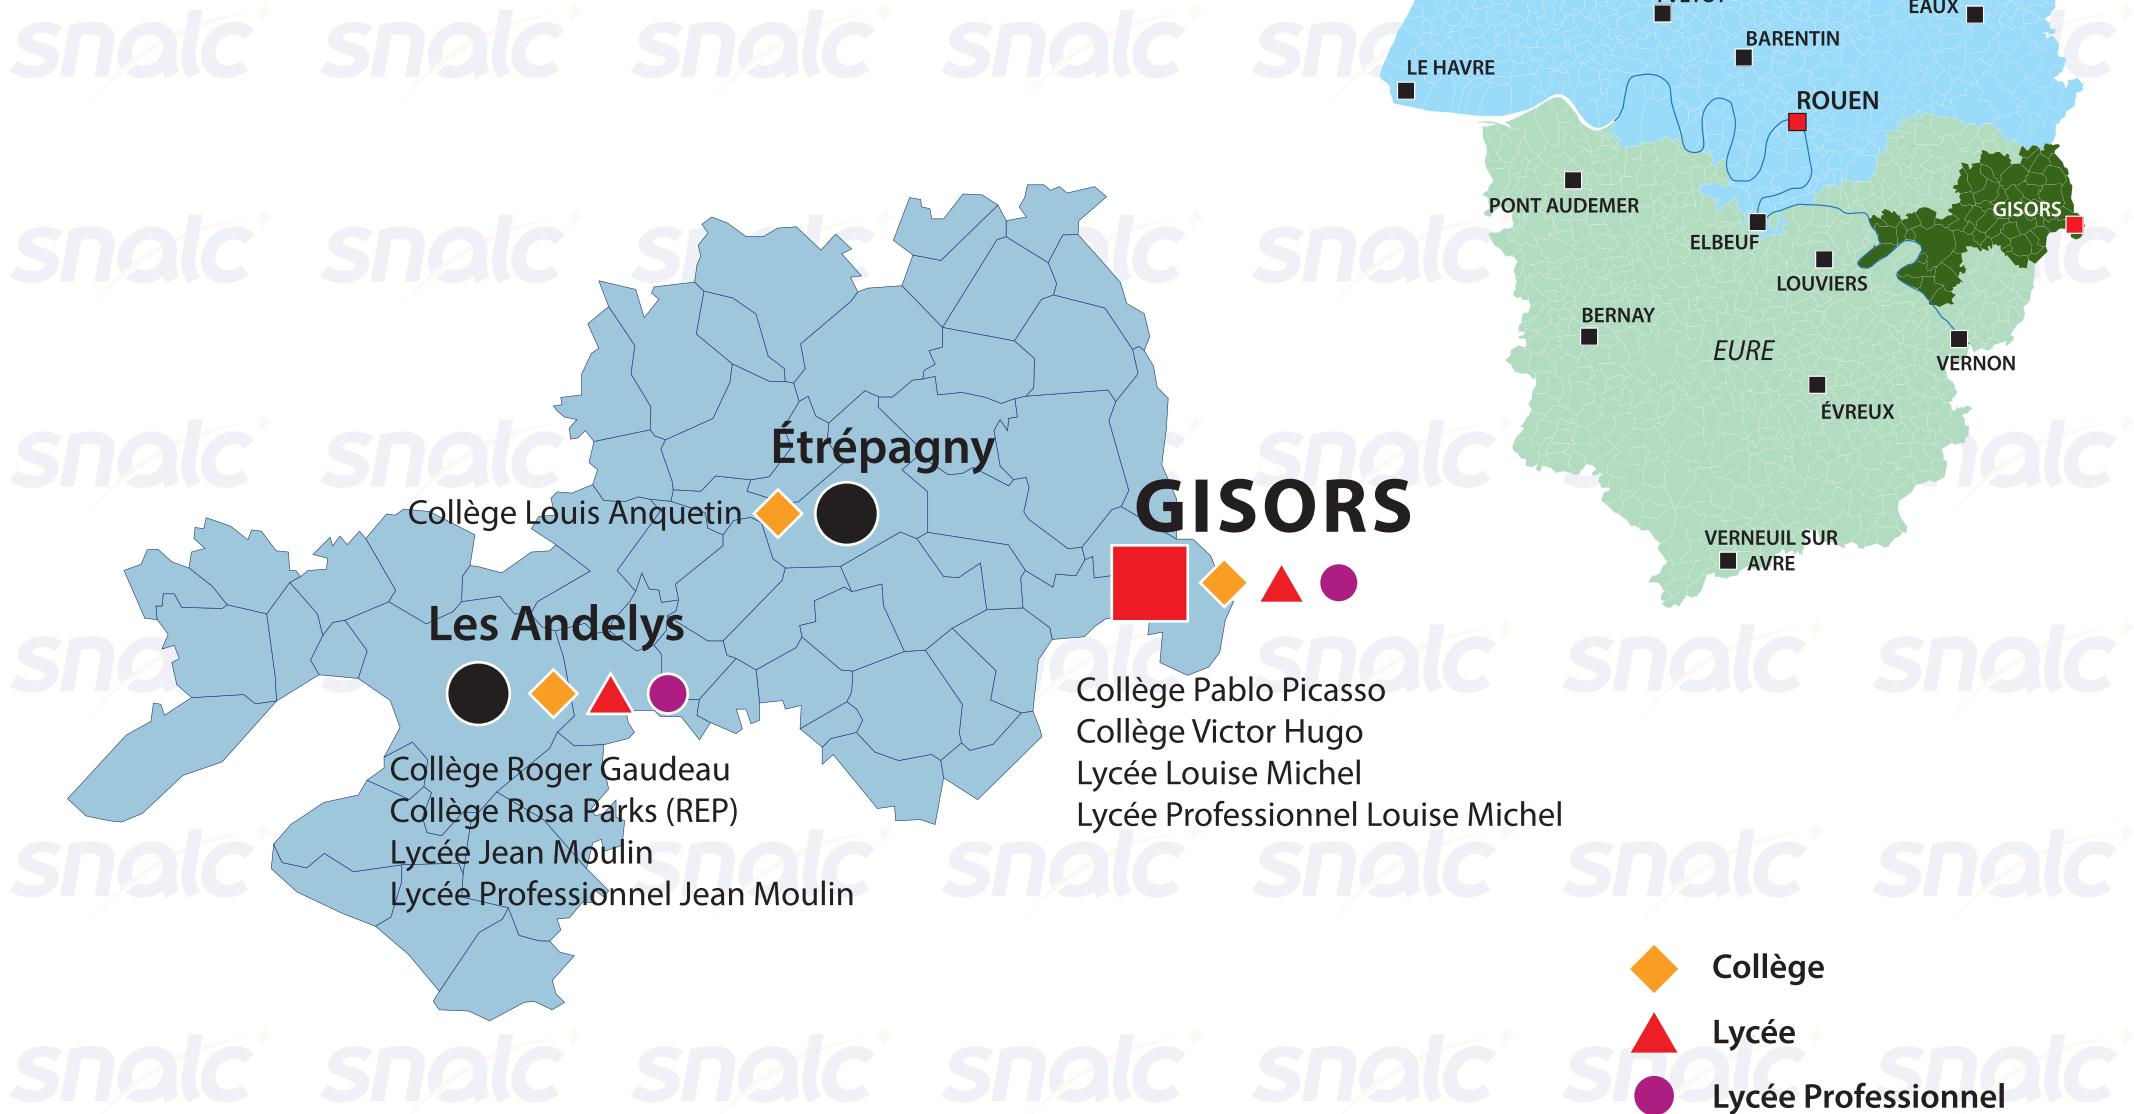 EAUX
BARENTIN
LE HAVRE
ROUEN
PONT AUDEMER
GISORS
ELBEUF
LOUVIERS
BERNAY
EURE
VERNON
ÉVREUX
VERNEUIL SUR
AVRE
Étrépagny
Collège Louis Anquetin
GISORS
Collège Pablo Picasso
Collège Victor Hugo
Lycée Louise Michel
Lycée Professionnel Louise Michel
Les Andelys
Collège Roger Gaudeau
Collège Rosa Parks (REP)
Lycée Jean Moulin
Lycée Professionnel Jean Moulin
Collège
Lycée
Lycée Professionnel
snalc